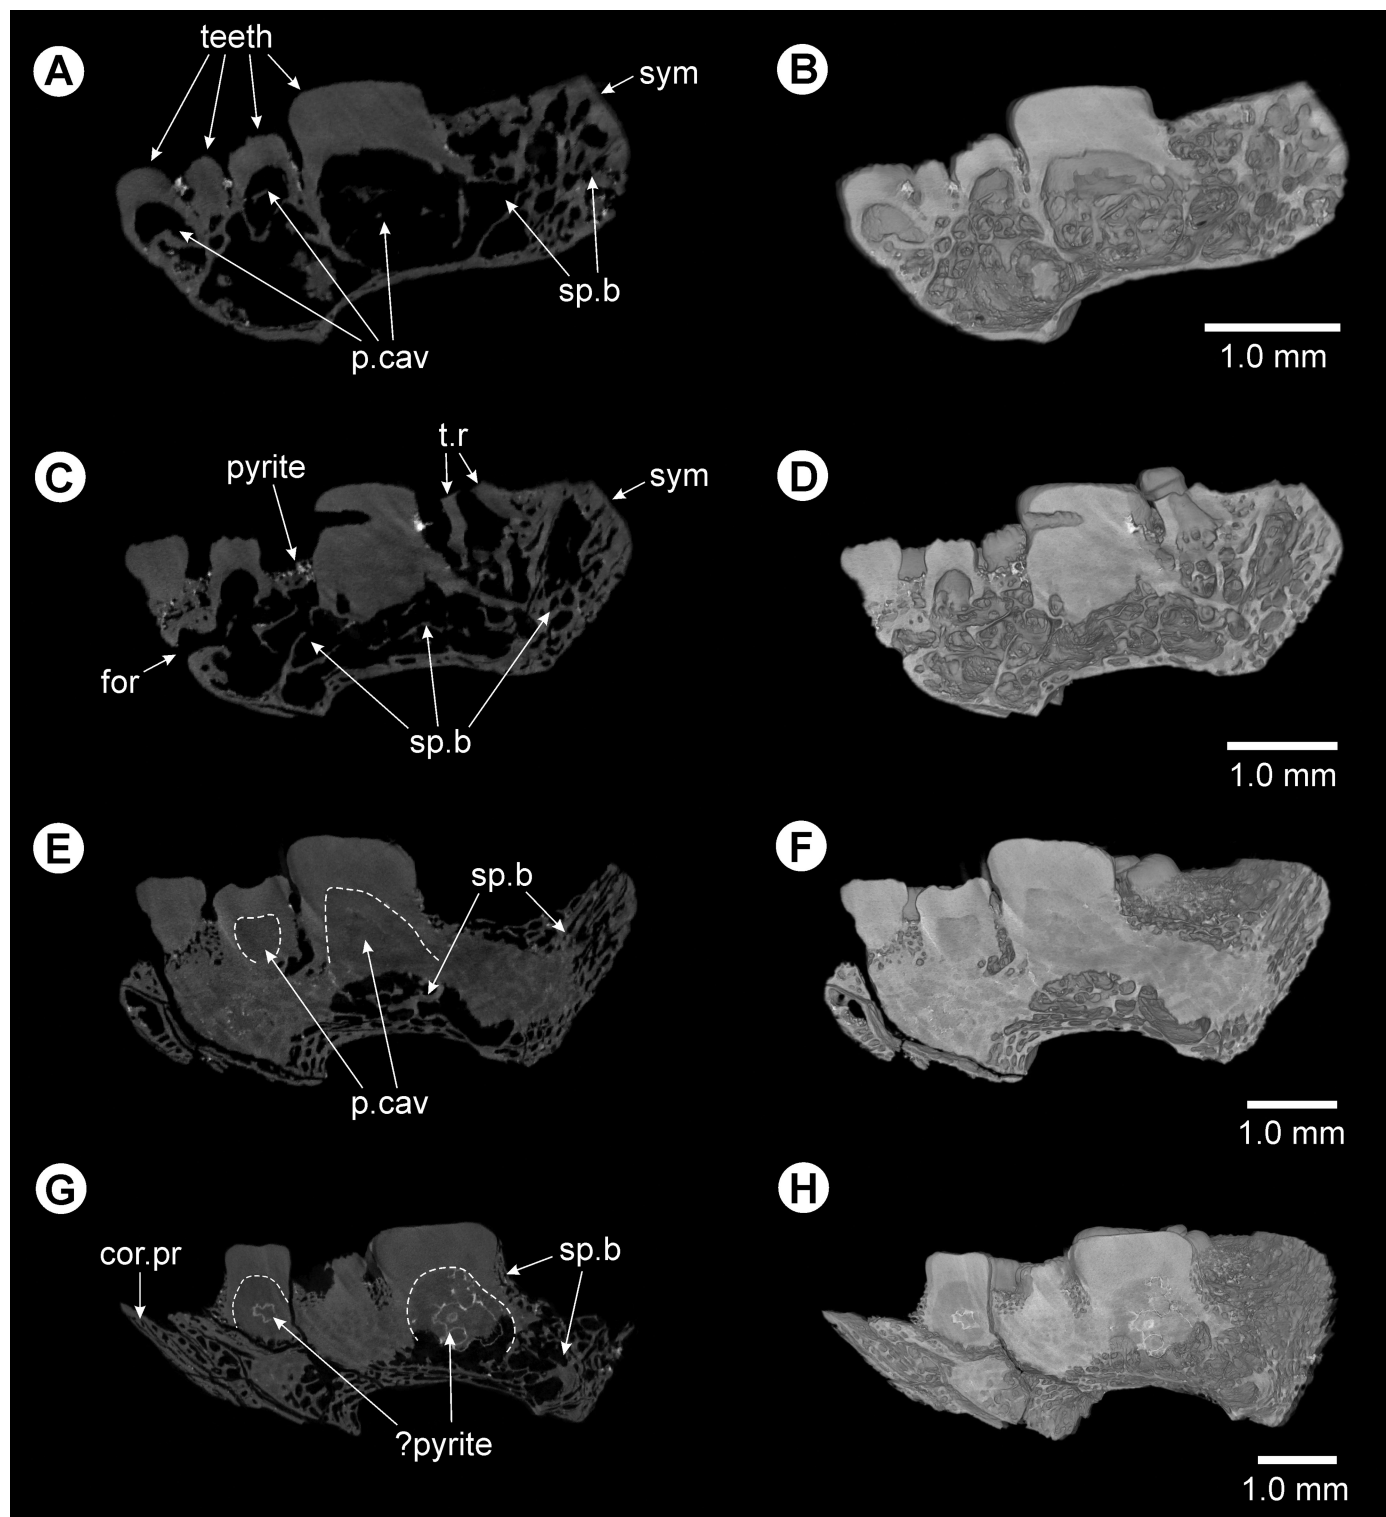 A
teeth
sym
sp.b
p.cav
B
1.0 mm
C
pyrite
t.r
sym
for
sp.b
D
1.0 mm
E
sp.b
p.cav
F
1.0 mm
G
cor.pr
sp.b
?pyrite
H
1.0 mm